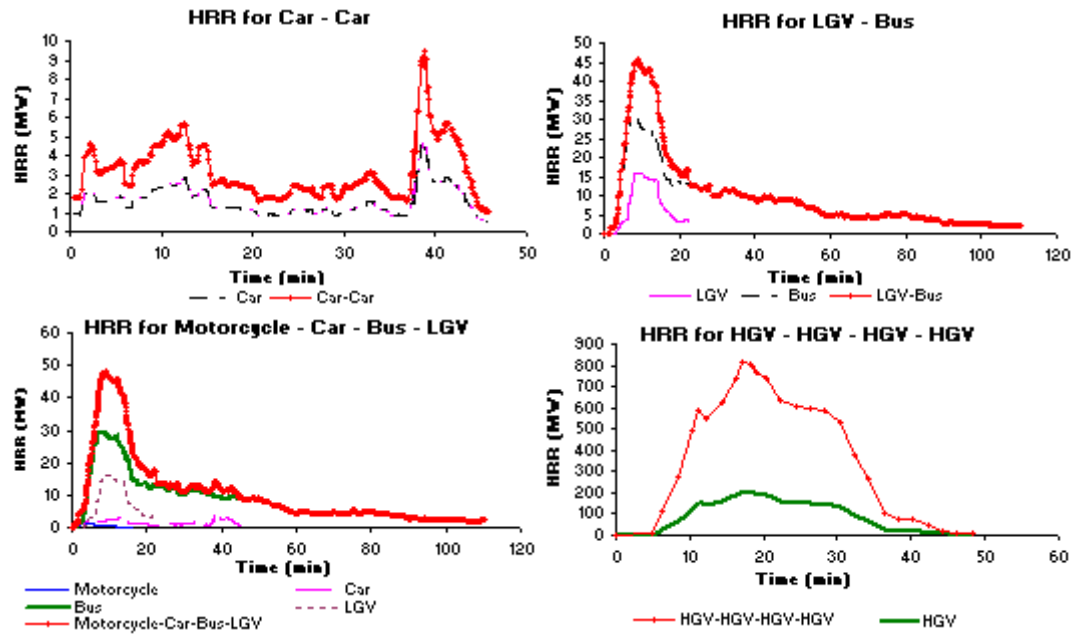 HRR for Car - Car
HRR (MW)
10
9
8
7
6
5
4
3
2
1
0
0 10 20 30 40 50
Time (min)
Car Car-Car
HRR for LGV - Bus
HRR (MW)
50
45
40
35
30
25
20
15
10
5
0
0 20 40 60 80 100 120
Time (min)
LGV Bus LGV-Bus
HRR for Motorcycle - Car - Bus - LGV
HRR (MW)
60
50
40
30
20
10
0
0 20 40 60 80 100 120
Time (min)
Motorcycle Car
Bus LGV
Motorcycle-Car-Bus-LGV
HRR for HGV - HGV - HGV - HGV
HRR (MW)
900
800
700
600
500
400
300
200
100
0
0 10 20 30 40 50 60
Time (min)
HGV-HGV-HGV-HGV HGV